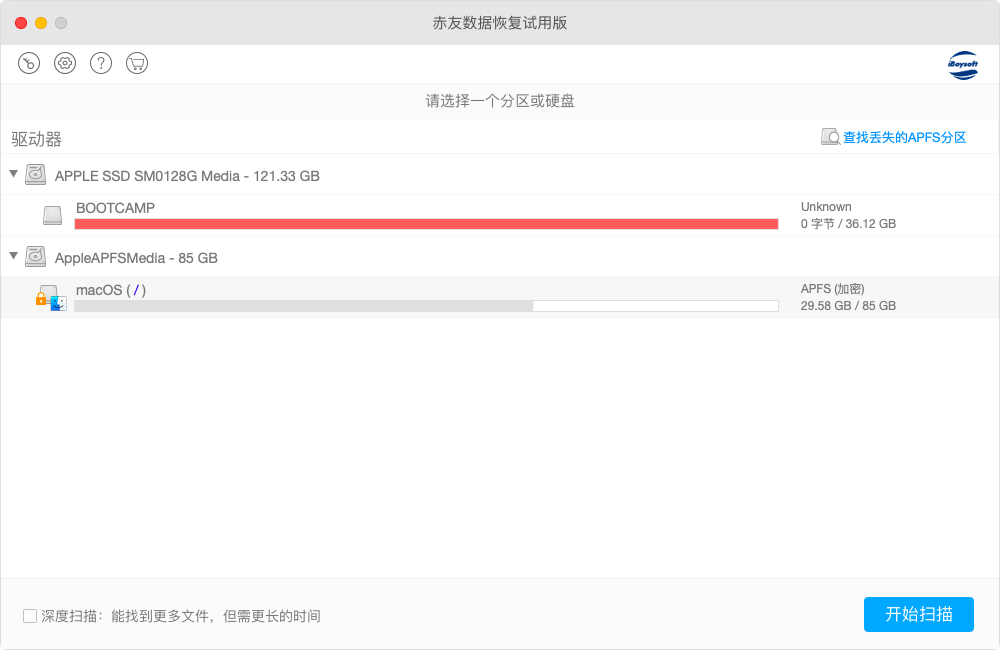 赤友数据恢复试用版
iBoysoft
请选择一个分区或硬盘
驱动器
查找丢失的APFS分区
APPLE SSD SM0128G Media - 121.33 GB
BOOTCAMP
Unknown
0 字节 / 36.12 GB
AppleAPFSMedia - 85 GB
macOS ( / )
APFS (加密)
29.58 GB / 85 GB
深度扫描：能找到更多文件，但需更长的时间
开始扫描